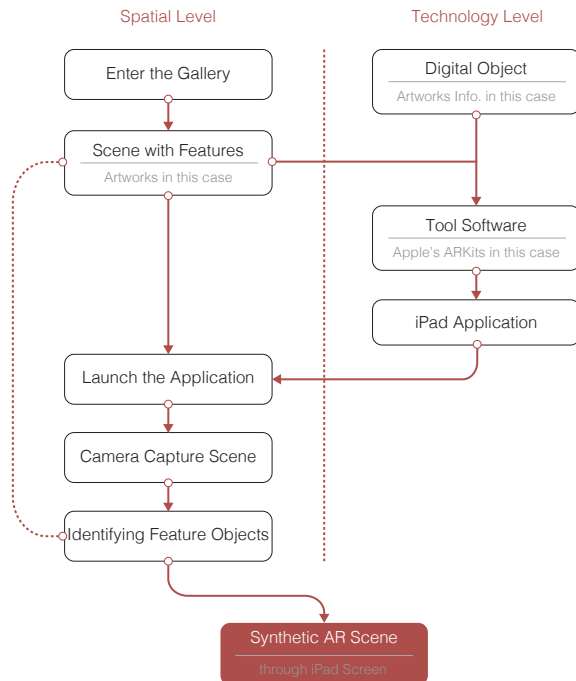 Spatial Level
Technology Level
Enter the Gallery
Digital Object
Artworks Info. in this case
Scene with Features
Artworks in this case
Tool Software
Apple's ARKits in this case
iPad Application
Launch the Application
Camera Capture Scene
Identifying Feature Objects
Synthetic AR Scene
through iPad Screen